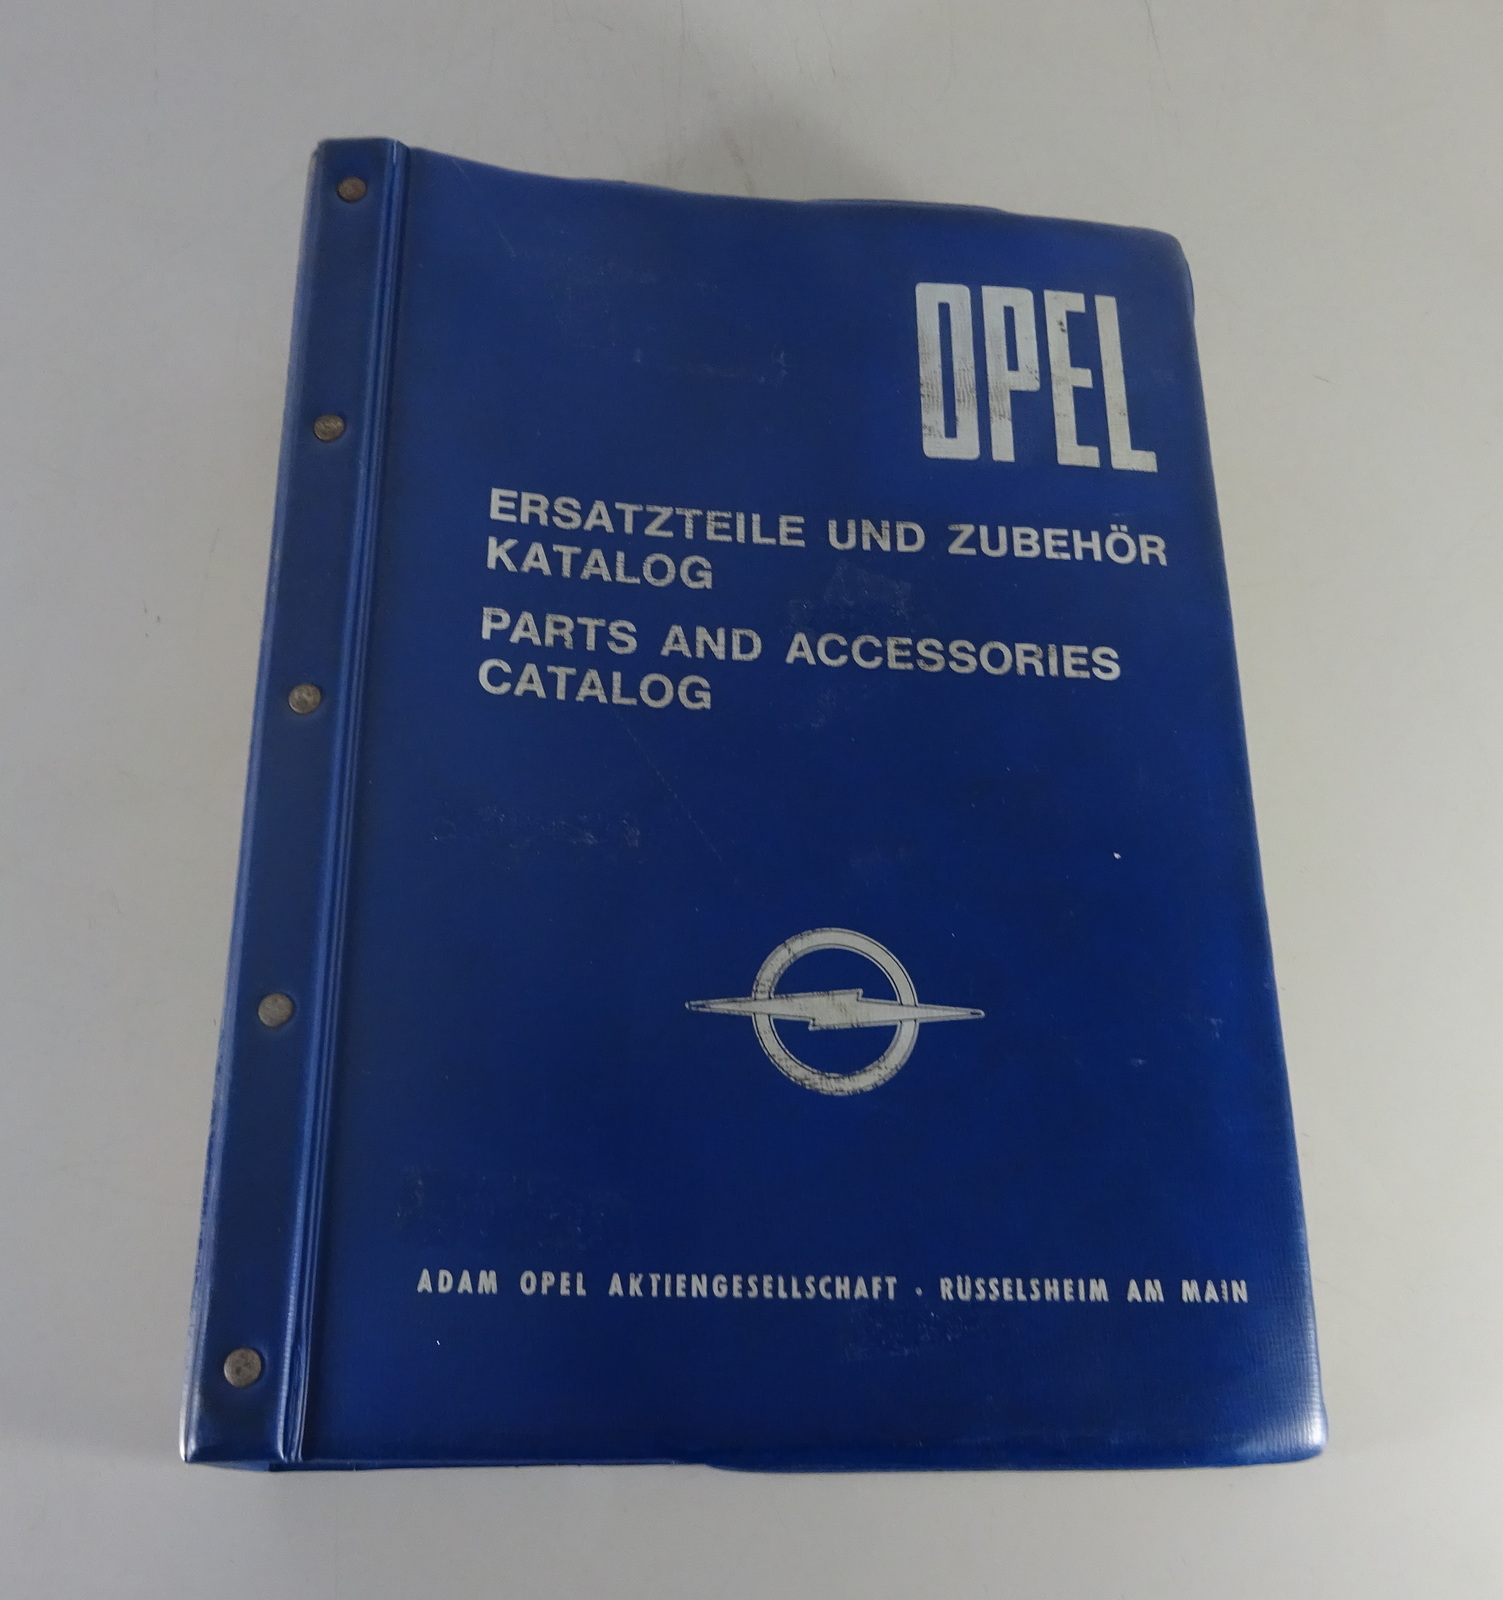 OPEL
ERSATZTEILE UND ZUBEHÖR
KATALOG
PARTS AND ACCESSORIES
CATALOG
ADAM OPEL AKTIENGESELLSCHAFT · RÜSSELSHEIM AM MAIN